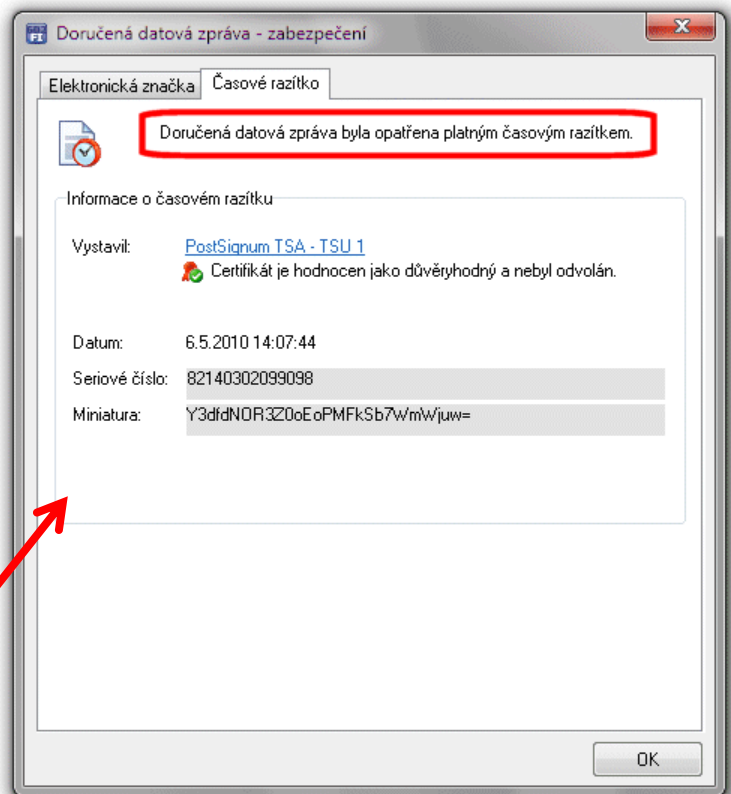 Doručená datová zpráva - zabezpečení
Elektronická značka Časové razítko
Doručená datová zpráva byla opatřena platným časovým razítkem.
Informace o časovém razítku
Vystavil: PostSignum TSA - TSU 1
Certifikát je hodnocen jako důvěryhodný a nebyl odvolán.
Datum: 6.5.2010 14:07:44
Seriové číslo: 82140302099098
Miniatura: Y3dfdNOR3Z0oEoPMFkSb7WmWjuw=
OK